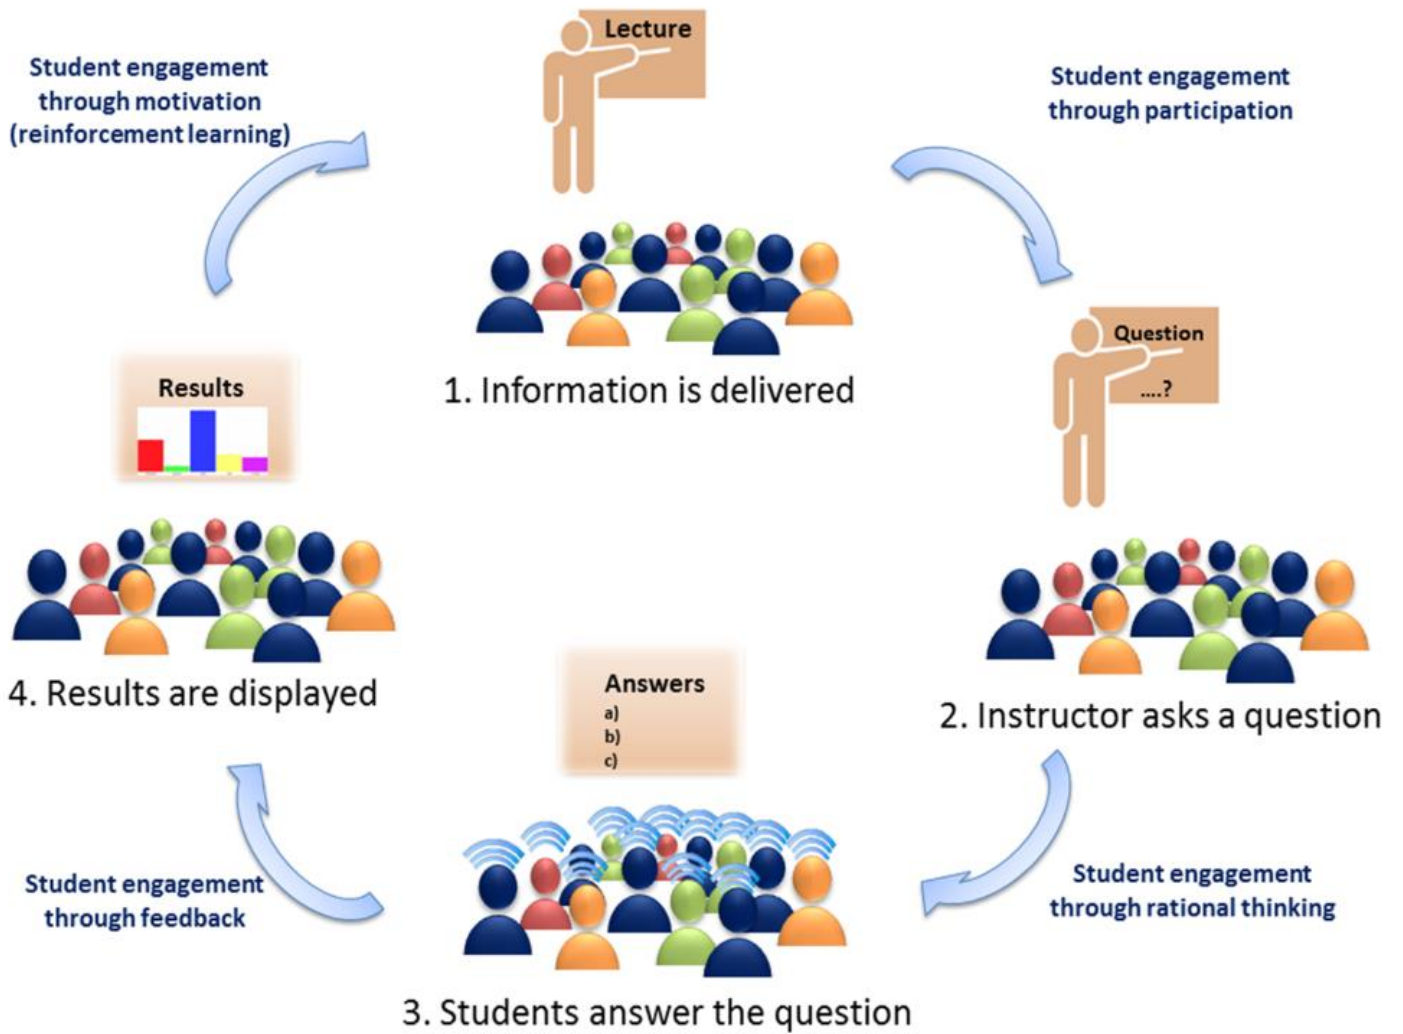 Lecture
Student engagement
through motivation
(reinforcement learning)
Student engagement
through participation
1. Information is delivered
Question
....?
2. Instructor asks a question
Student engagement
through rational thinking
Answers
a)
b)
c)
3. Students answer the question
Student engagement
through feedback
Results
4. Results are displayed